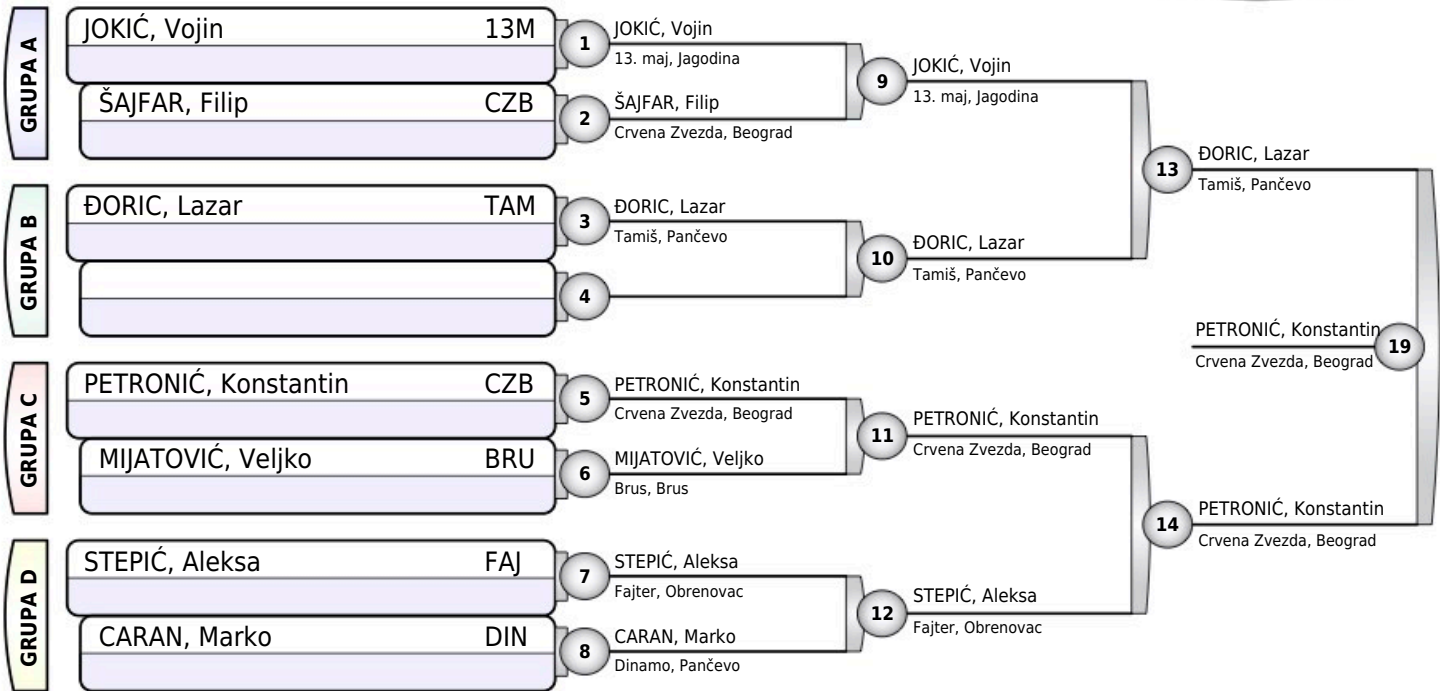 GRUPA A
JOKIĆ, Vojin 13M
ŠAJFAR, Filip CZB
GRUPA B
ĐORIC, Lazar TAM
GRUPA C
PETRONIĆ, Konstantin CZB
MIJATOVIĆ, Veljko BRU
GRUPA D
STEPIĆ, Aleksa FAJ
CARAN, Marko DIN
1
JOKIĆ, Vojin
13. maj, Jagodina
2
ŠAJFAR, Filip
Crvena Zvezda, Beograd
3
ĐORIC, Lazar
Tamiš, Pančevo
4
5
PETRONIĆ, Konstantin
Crvena Zvezda, Beograd
6
MIJATOVIĆ, Veljko
Brus, Brus
7
STEPIĆ, Aleksa
Fajter, Obrenovac
8
CARAN, Marko
Dinamo, Pančevo
9
JOKIĆ, Vojin
13. maj, Jagodina
10
ĐORIC, Lazar
Tamiš, Pančevo
11
PETRONIĆ, Konstantin
Crvena Zvezda, Beograd
12
STEPIĆ, Aleksa
Fajter, Obrenovac
13
ĐORIC, Lazar
Tamiš, Pančevo
14
PETRONIĆ, Konstantin
Crvena Zvezda, Beograd
PETRONIĆ, Konstantin
Crvena Zvezda, Beograd
19